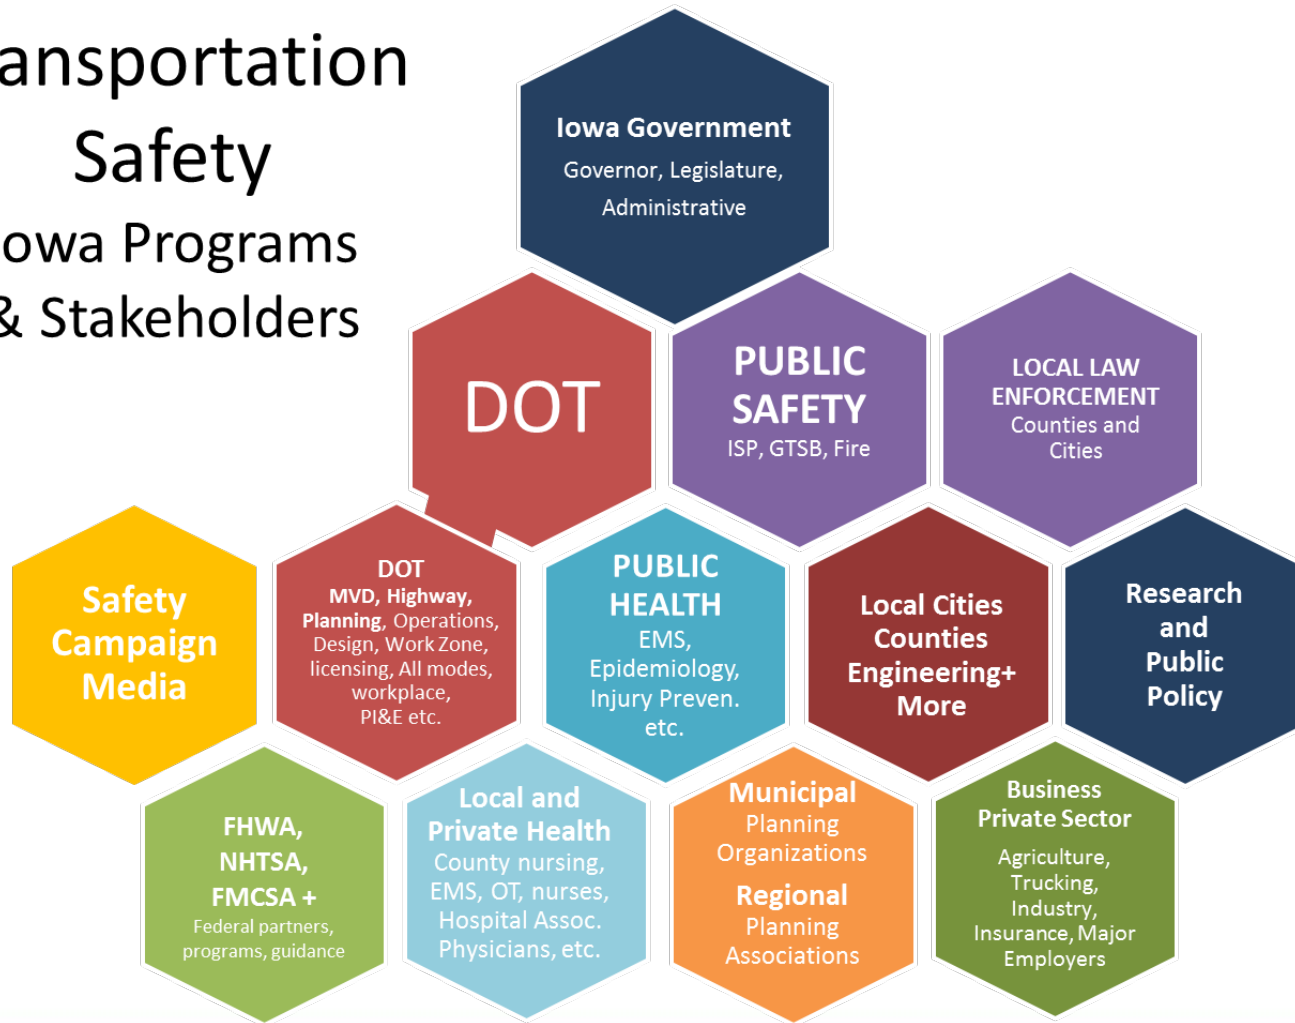 ansportation
Safety
owa Programs
& Stakeholders
Iowa Government
Governor, Legislature,
Administrative
DOT
PUBLIC
SAFETY
ISP, GTSB, Fire
LOCAL LAW
ENFORCEMENT
Counties and
Cities
Safety
Campaign
Media
DOT
MVD, Highway,
Planning, Operations,
Design, Work Zone,
licensing, All modes,
workplace,
PI&E etc.
PUBLIC
HEALTH
EMS,
Epidemiology,
Injury Preven.
etc.
Local Cities
Counties
Engineering+
More
Research
and
Public
Policy
FHWA,
NHTSA,
FMCSA +
Federal partners,
programs, guidance
Local and
Private Health
County nursing,
EMS, OT, nurses,
Hospital Assoc.
Physicians, etc.
Municipal
Planning
Organizations
Regional
Planning
Associations
Business
Private Sector
Agriculture,
Trucking,
Industry,
Insurance, Major
Employers